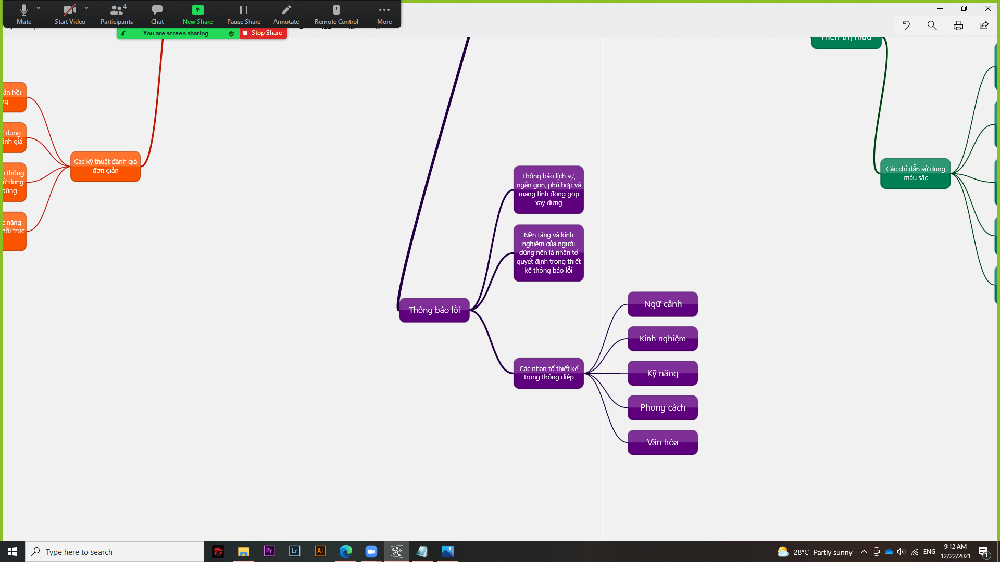 Mute
Start Video
Participants
4
Chat
New Share
Pause Share
Annotate
Remote Control
More
You are screen sharing
Stop Share
hồi
ng
dụng
ánh giá
thông
dụng
dùng
năng
hồi trực
Các kỹ thuật đánh giá
đơn giản
Thông báo lỗi
Thông báo lịch sự,
ngắn gọn, phù hợp và
mang tính đóng góp
xây dựng
Nền tảng và kinh
nghiệm của người
dùng nên là nhân tố
quyết định trong thiết
kế thông báo lỗi
Các nhân tố thiết kế
trong thông điệp
Ngữ cảnh
Kinh nghiệm
Kỹ năng
Phong cách
Văn hóa
Hiển thị màu
Các chỉ dẫn sử dụng
màu sắc
Type here to search
Pr
Lr
Ai
28°C Partly sunny
ENG
9:12 AM
12/22/2021
1